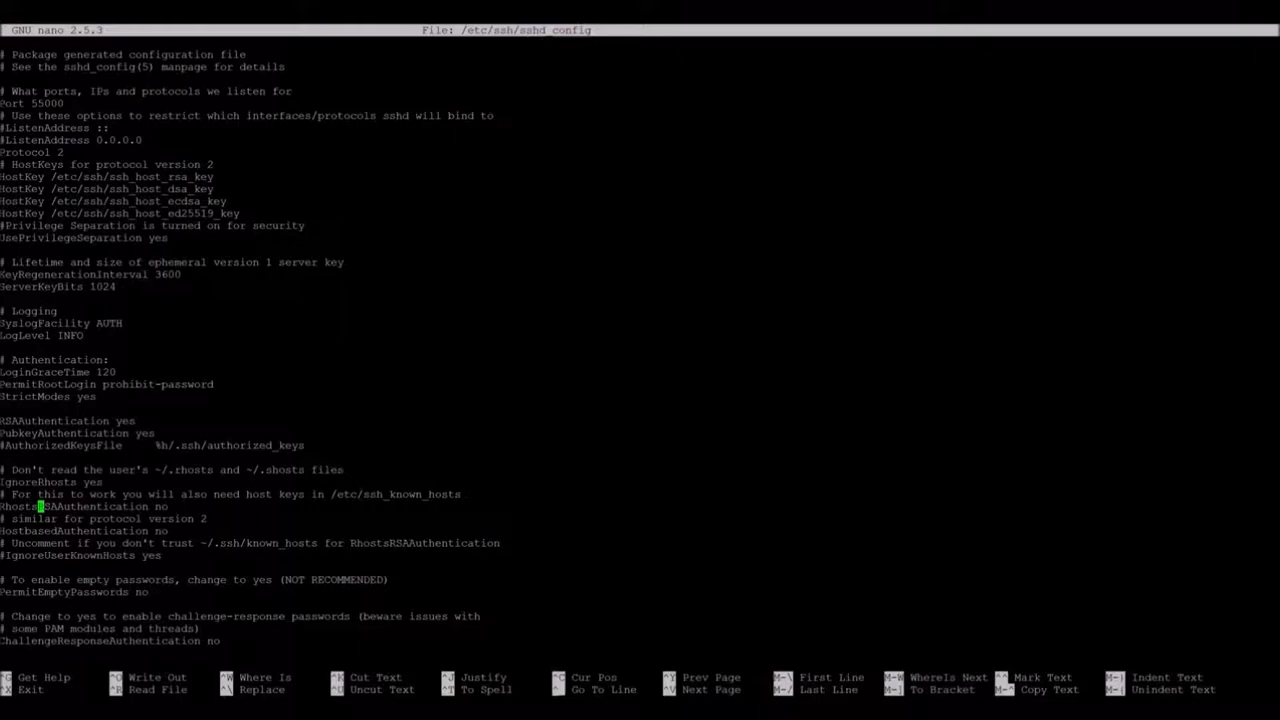 GNU nano 2.5.3 File: /etc/ssh/sshd_config
# Package generated configuration file
# See the sshd_config(5) manpage for details
# What ports, IPs and protocols we listen for
Port 55000
# Use these options to restrict which interfaces/protocols sshd will bind to
#ListenAddress ::
#ListenAddress 0.0.0.0
Protocol 2
# HostKeys for protocol version 2
HostKey /etc/ssh/ssh_host_rsa_key
HostKey /etc/ssh/ssh_host_dsa_key
HostKey /etc/ssh/ssh_host_ecdsa_key
HostKey /etc/ssh/ssh_host_ed25519_key
#Privilege Separation is turned on for security
UsePrivilegeSeparation yes
# Lifetime and size of ephemeral version 1 server key
KeyRegenerationInterval 3600
ServerKeyBits 1024
# Logging
SyslogFacility AUTH
LogLevel INFO
# Authentication:
LoginGraceTime 120
PermitRootLogin prohibit-password
StrictModes yes
RSAAuthentication yes
PubkeyAuthentication yes
#AuthorizedKeysFile %h/.ssh/authorized_keys
# Don't read the user's ~/.rhosts and ~/.shosts files
IgnoreRhosts yes
# For this to work you will also need host keys in /etc/ssh_known_hosts
RhostsRSAAuthentication no
# similar for protocol version 2
HostbasedAuthentication no
# Uncomment if you don't trust ~/.ssh/known_hosts for RhostsRSAAuthentication
#IgnoreUserKnownHosts yes
# To enable empty passwords, change to yes (NOT RECOMMENDED)
PermitEmptyPasswords no
# Change to yes to enable challenge-response passwords (beware issues with
# some PAM modules and threads)
ChallengeResponseAuthentication no
^G Get Help ^O Write Out ^W Where Is ^K Cut Text ^J Justify ^C Cur Pos ^Y Prev Page M-\ First Line M-W WhereIs Next ^^ Mark Text M-} Indent Text
^X Exit ^R Read File ^\ Replace ^U Uncut Text ^T To Spell ^_ Go To Line ^V Next Page M-/ Last Line M-] To Bracket M-^ Copy Text M-{ Unindent Text